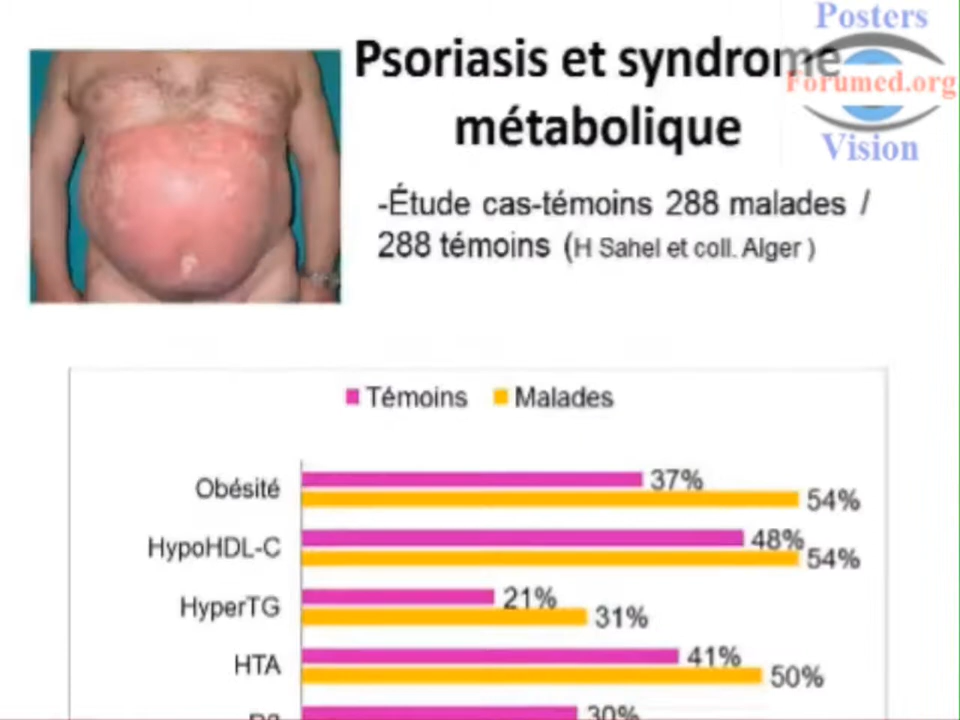 Posters
Forumed.org
Vision
Psoriasis et syndrome
métabolique
-Étude cas-témoins 288 malades /
288 témoins (H Sahel et coll. Alger )
Témoins Malades
Obésité 37%
54%
HypoHDL-C 48%
54%
HyperTG 21%
31%
HTA 41%
50%
30%